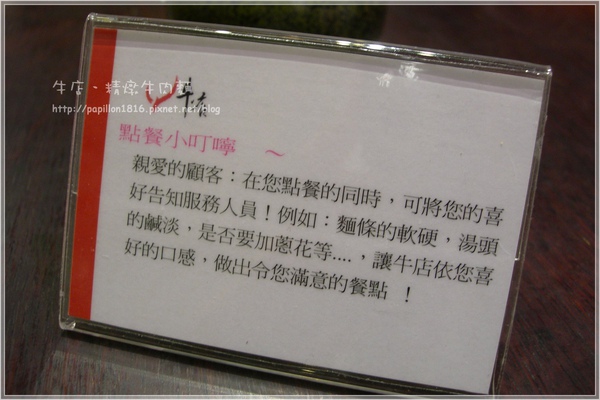 牛店、精燉牛肉麵
http://papillon1816.pixnet.net/blog
牛店
點餐小叮嚀 ～
親愛的顧客：在您點餐的同時，可將您的喜
好告知服務人員！例如：麵條的軟硬，湯頭
的鹹淡，是否要加蔥花等....，讓牛店依您喜
好的口感，做出令您滿意的餐點 ！